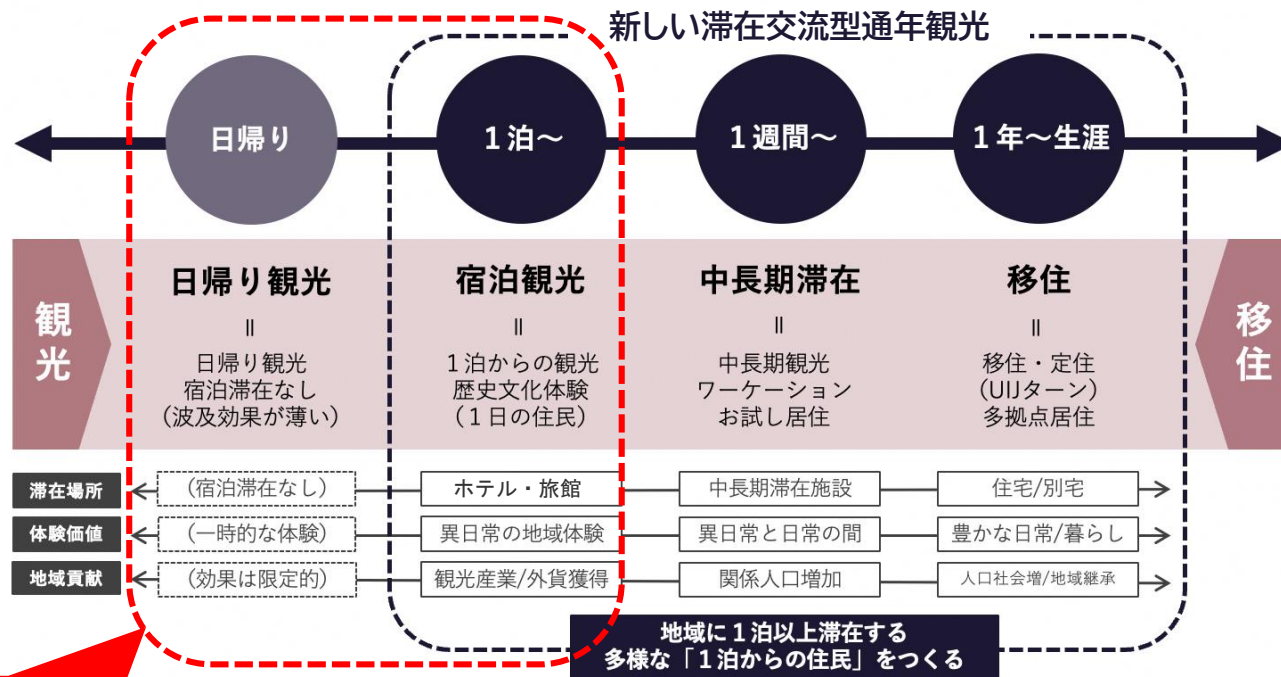 新しい滞在交流型通年観光
日帰り
1泊～
1週間～
1年～生涯
観光
日帰り観光
=
日帰り観光
宿泊滞在なし
(波及効果が薄い)
宿泊観光
=
1泊からの観光
歴史文化体験
(1日の住民)
中長期滞在
=
中長期観光
ワーケーション
お試し居住
移住
=
移住・定住
(UIJターン)
多拠点居住
移住
滞在場所
(宿泊滞在なし)
ホテル・旅館
中長期滞在施設
住宅/別宅
体験価値
(一時的な体験)
異日常の地域体験
異日常と日常の間
豊かな日常/暮らし
地域貢献
(効果は限定的)
観光産業/外貨獲得
関係人口増加
人口社会増/地域継承
地域に1泊以上滞在する
多様な「1泊からの住民」をつくる